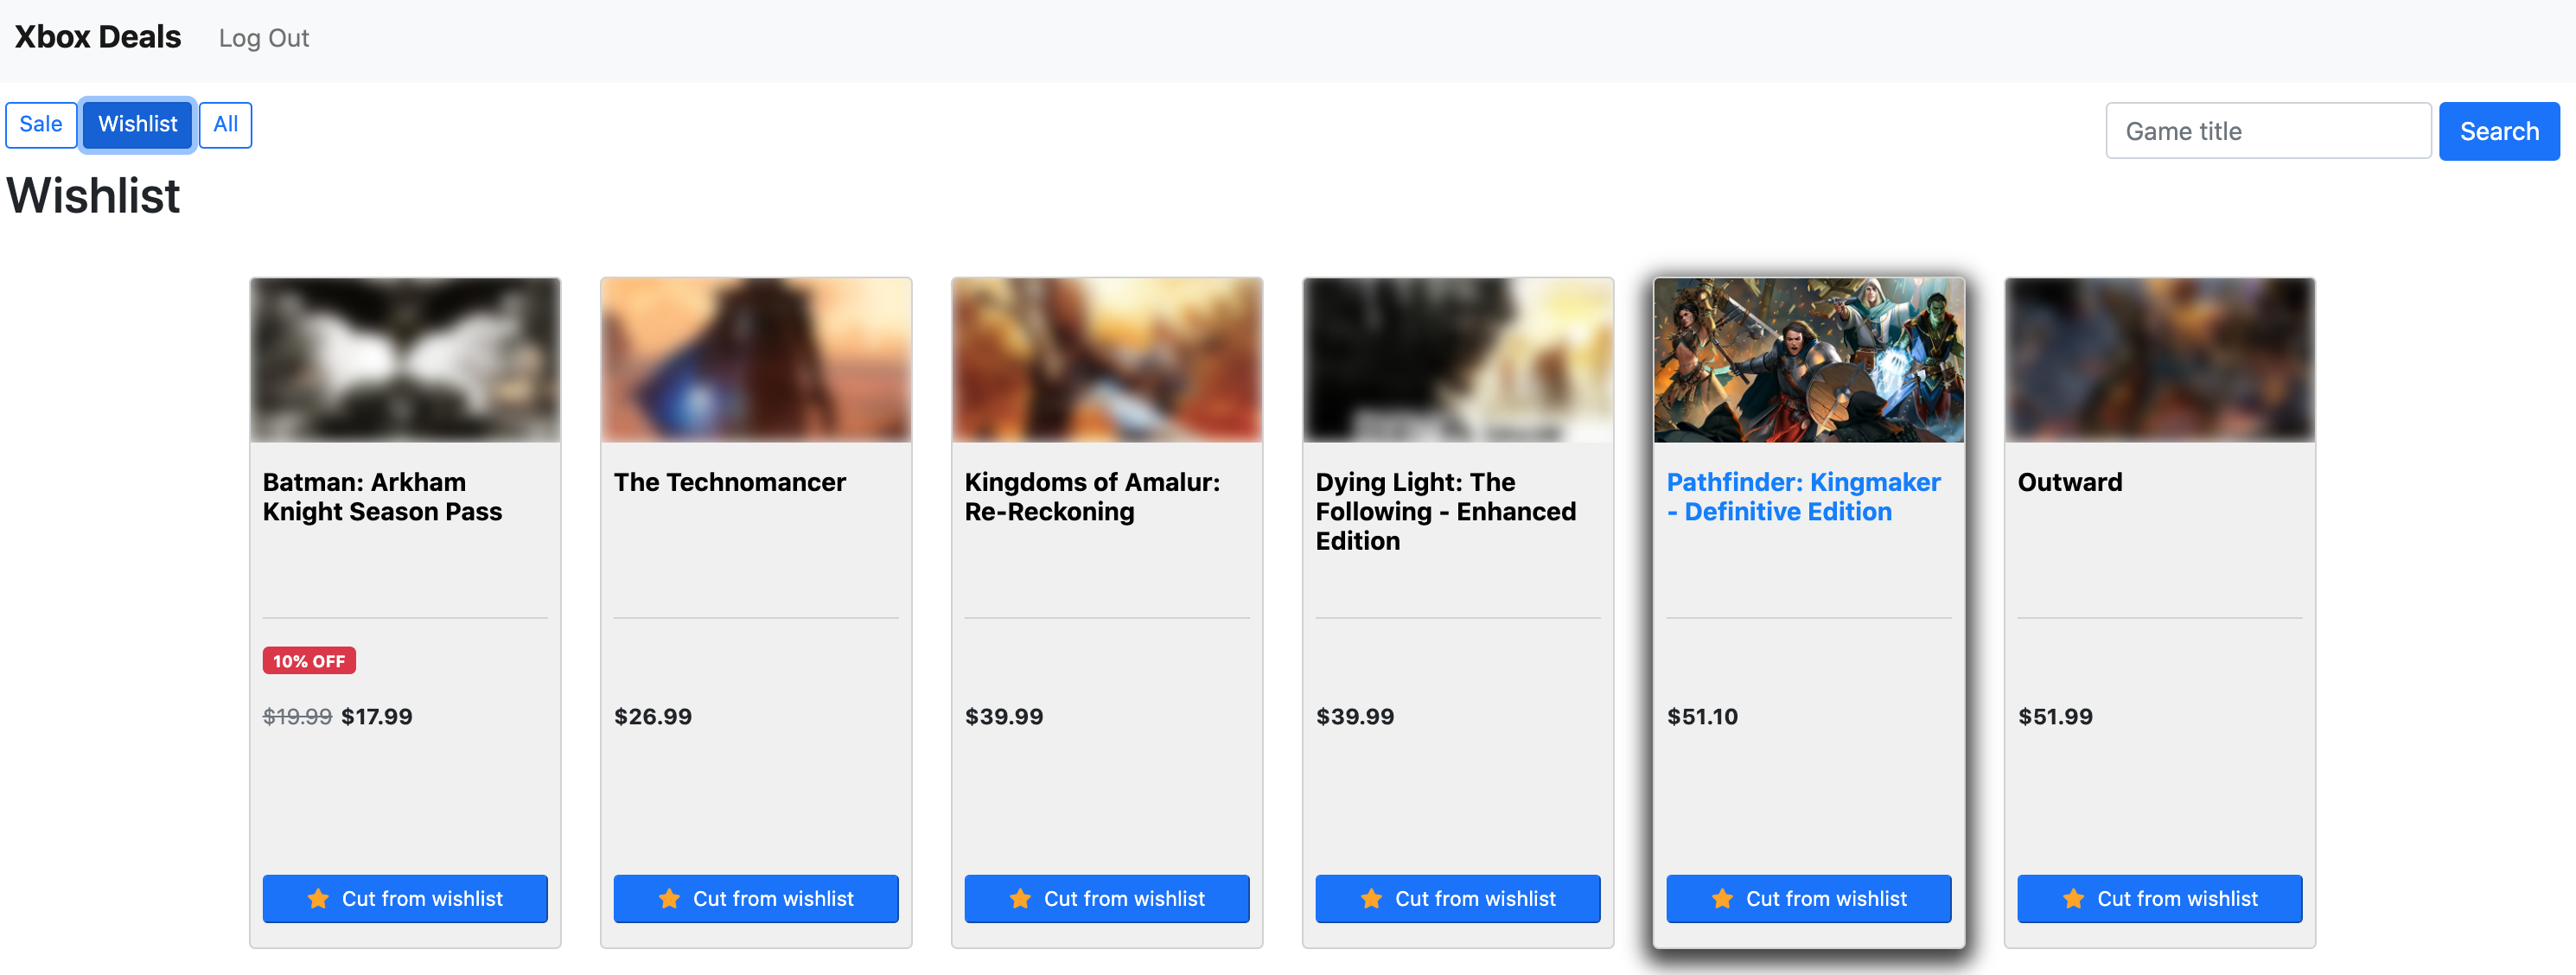 Xbox Deals Log Out
Sale Wishlist All
Game title Search
Wishlist
Batman: Arkham
Knight Season Pass
10% OFF
$19.99 $17.99
Cut from wishlist
The Technomancer
$26.99
Cut from wishlist
Kingdoms of Amalur:
Re-Reckoning
$39.99
Cut from wishlist
Dying Light: The
Following - Enhanced
Edition
$39.99
Cut from wishlist
Pathfinder: Kingmaker
- Definitive Edition
$51.10
Cut from wishlist
Outward
$51.99
Cut from wishlist